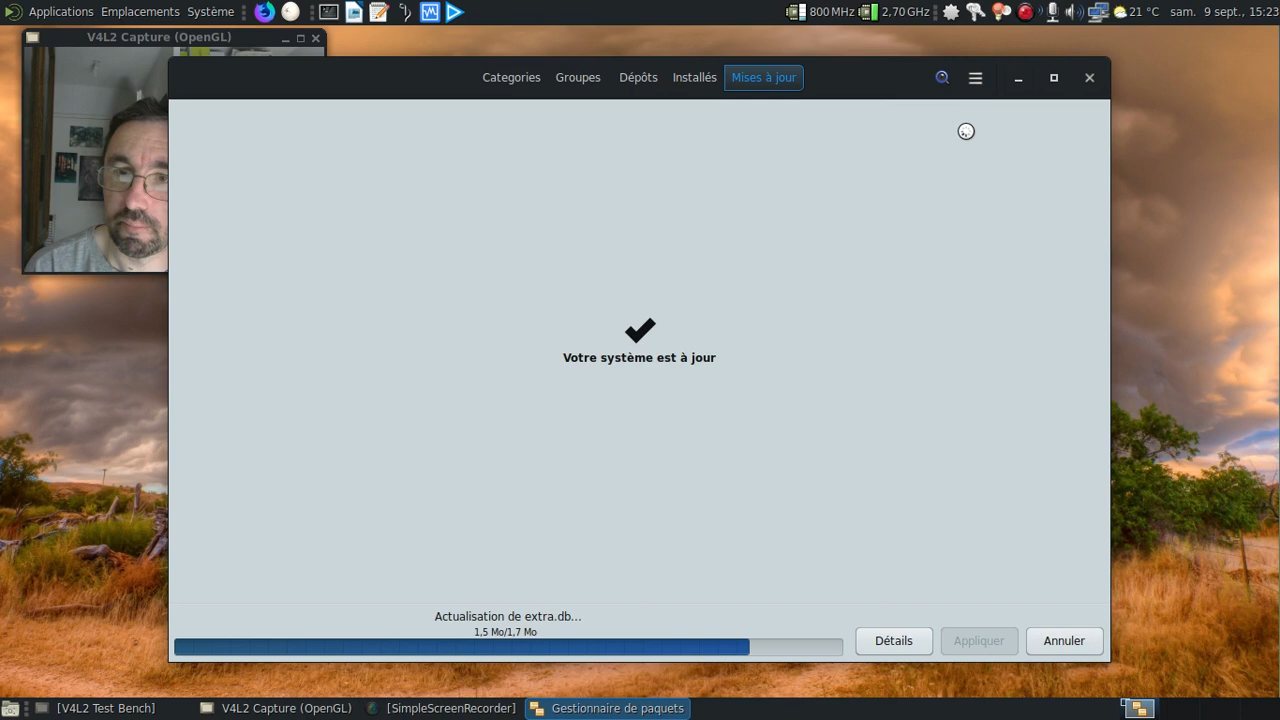 Applications Emplacements Système 800 MHz 2,70 GHz 21 °C sam. 9 sept., 15:23
V4L2 Capture (OpenGL)
Categories Groupes Dépôts Installés Mises à jour
Votre système est à jour
Actualisation de extra.db...
1,5 Mo/1,7 Mo
Détails Appliquer Annuler
[V4L2 Test Bench] V4L2 Capture (OpenGL) [SimpleScreenRecorder] Gestionnaire de paquets